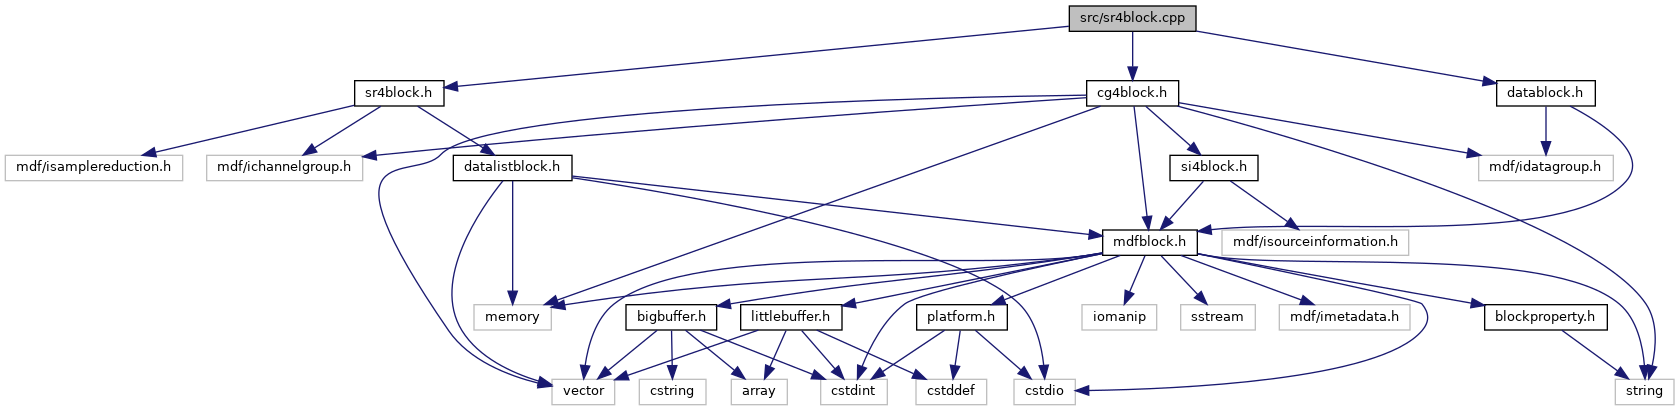 src/sr4block.cpp
sr4block.h
cg4block.h
datablock.h
mdf/isamplereduction.h
mdf/ichannelgroup.h
datalistblock.h
si4block.h
mdf/idatagroup.h
mdfblock.h
mdf/isourceinformation.h
memory
bigbuffer.h
littlebuffer.h
platform.h
iomanip
sstream
mdf/imetadata.h
blockproperty.h
vector
cstring
array
cstdint
cstddef
cstdio
string